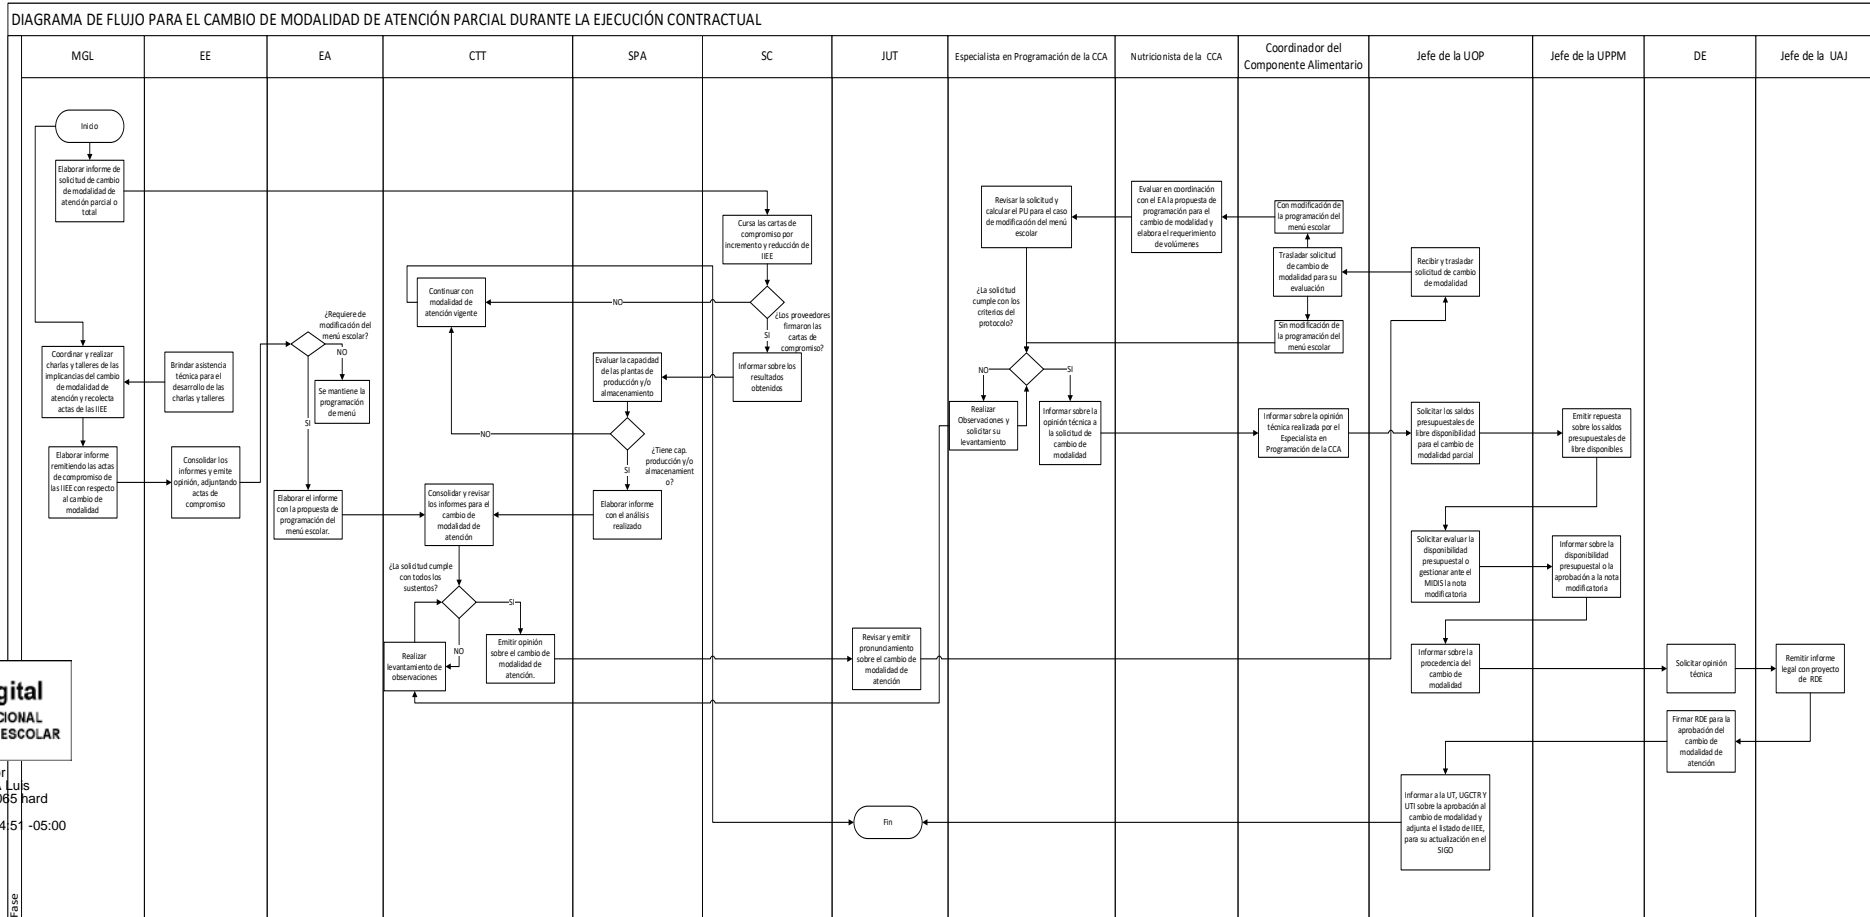 DIAGRAMA DE FLUJO PARA EL CAMBIO DE MODALIDAD DE ATENCIÓN PARCIAL DURANTE LA EJECUCIÓN CONTRACTUAL
MGL
EE
EA
CTT
SPA
SC
JUT
Especialista en Programación de la CCA
Nutricionista de la CCA
Coordinador del
Componente Alimentario
Jefe de la UOP
Jefe de la UPPM
DE
Jefe de la UAJ
Inicio
Elaborar informe de
solicitud de cambio
de modalidad de
atención parcial o
total
Coordinar y realizar
charlas y talleres de las
implicancias del cambio
de modalidad de
atención y recolecta
actas de las IIEE
Elaborar informe
remitiendo las actas
de compromiso de
las IIEE con respecto
al cambio de
modalidad
Brindar asistencia
técnica para el
desarrollo de las
charlas y talleres
Consolidar los
informes y emite
opinión, adjuntando
actas de
compromiso
¿Requiere de
modificación del
menú escolar?
NO
Se mantiene la
programación
de menú
SI
Elaborar el informe
con la propuesta de
programación del
menú escolar.
Continuar con
modalidad de
atención vigente
NO
NO
Consolidar y revisar
los informes para el
cambio de
modalidad de
atención
¿La solicitud cumple
con todos los
sustentos?
SI
NO
Realizar
levantamiento de
observaciones
Emitir opinión
sobre el cambio de
modalidad de
atención.
Evaluar la capacidad
de las plantas de
producción y/o
almacenamiento
¿Tiene cap.
producción y/o
almacenamient
o?
SI
Elaborar informe
con el análisis
realizado
Cursa las cartas de
compromiso por
incremento y reducción de
IIEE
¿Los proveedores
firmaron las
cartas de
compromiso?
SI
Informar sobre los
resultados
obtenidos
Revisar y emitir
pronunciamiento
sobre el cambio de
modalidad de
atención
Fin
Revisar la solicitud y
calcular el PU para el caso
de modificación del menú
escolar
¿La solicitud
cumple con los
criterios del
protocolo?
NO
SI
Realizar
Observaciones y
solicitar su
levantamiento
Informar sobre la
opinión técnica a
la solicitud de
cambio de
modalidad
Evaluar en coordinación
con el EA la propuesta de
programación para el
cambio de modalidad y
elabora el requerimiento
de volúmenes
Con modificación de
la programación del
menú escolar
Trasladar solicitud
de cambio de
modalidad para su
evaluación
Sin modificación de
la programación del
menú escolar
Informar sobre la opinión
técnica realizada por el
Especialista en
Programación de la CCA
Recibir y trasladar
solicitud de cambio
de modalidad
Solicitar los saldos
presupuestales de
libre disponibilidad
para el cambio de
modalidad parcial
Emitir repuesta
sobre los saldos
presupuestales de
libre disponibles
Solicitar evaluar la
disponibilidad
presupuestal o
gestionar ante el
MIDIS la nota
modificatoria
Informar sobre la
disponibilidad
presupuestal o la
aprobación a la nota
modificatoria
Informar sobre la
procedencia del
cambio de
modalidad
Solicitar opinión
técnica
Remitir informe
legal con proyecto
de RDE
Firmar RDE para la
aprobación del
cambio de
modalidad de
atención
Informar a la UT, UGCTR Y
UTI sobre la aprobación al
cambio de modalidad y
adjunta el listado de IIEE,
para su actualización en el
SIGO
gital
CIONAL
ESCOLAR
or
Luis
065 hard
4:51 -05:00
Fase